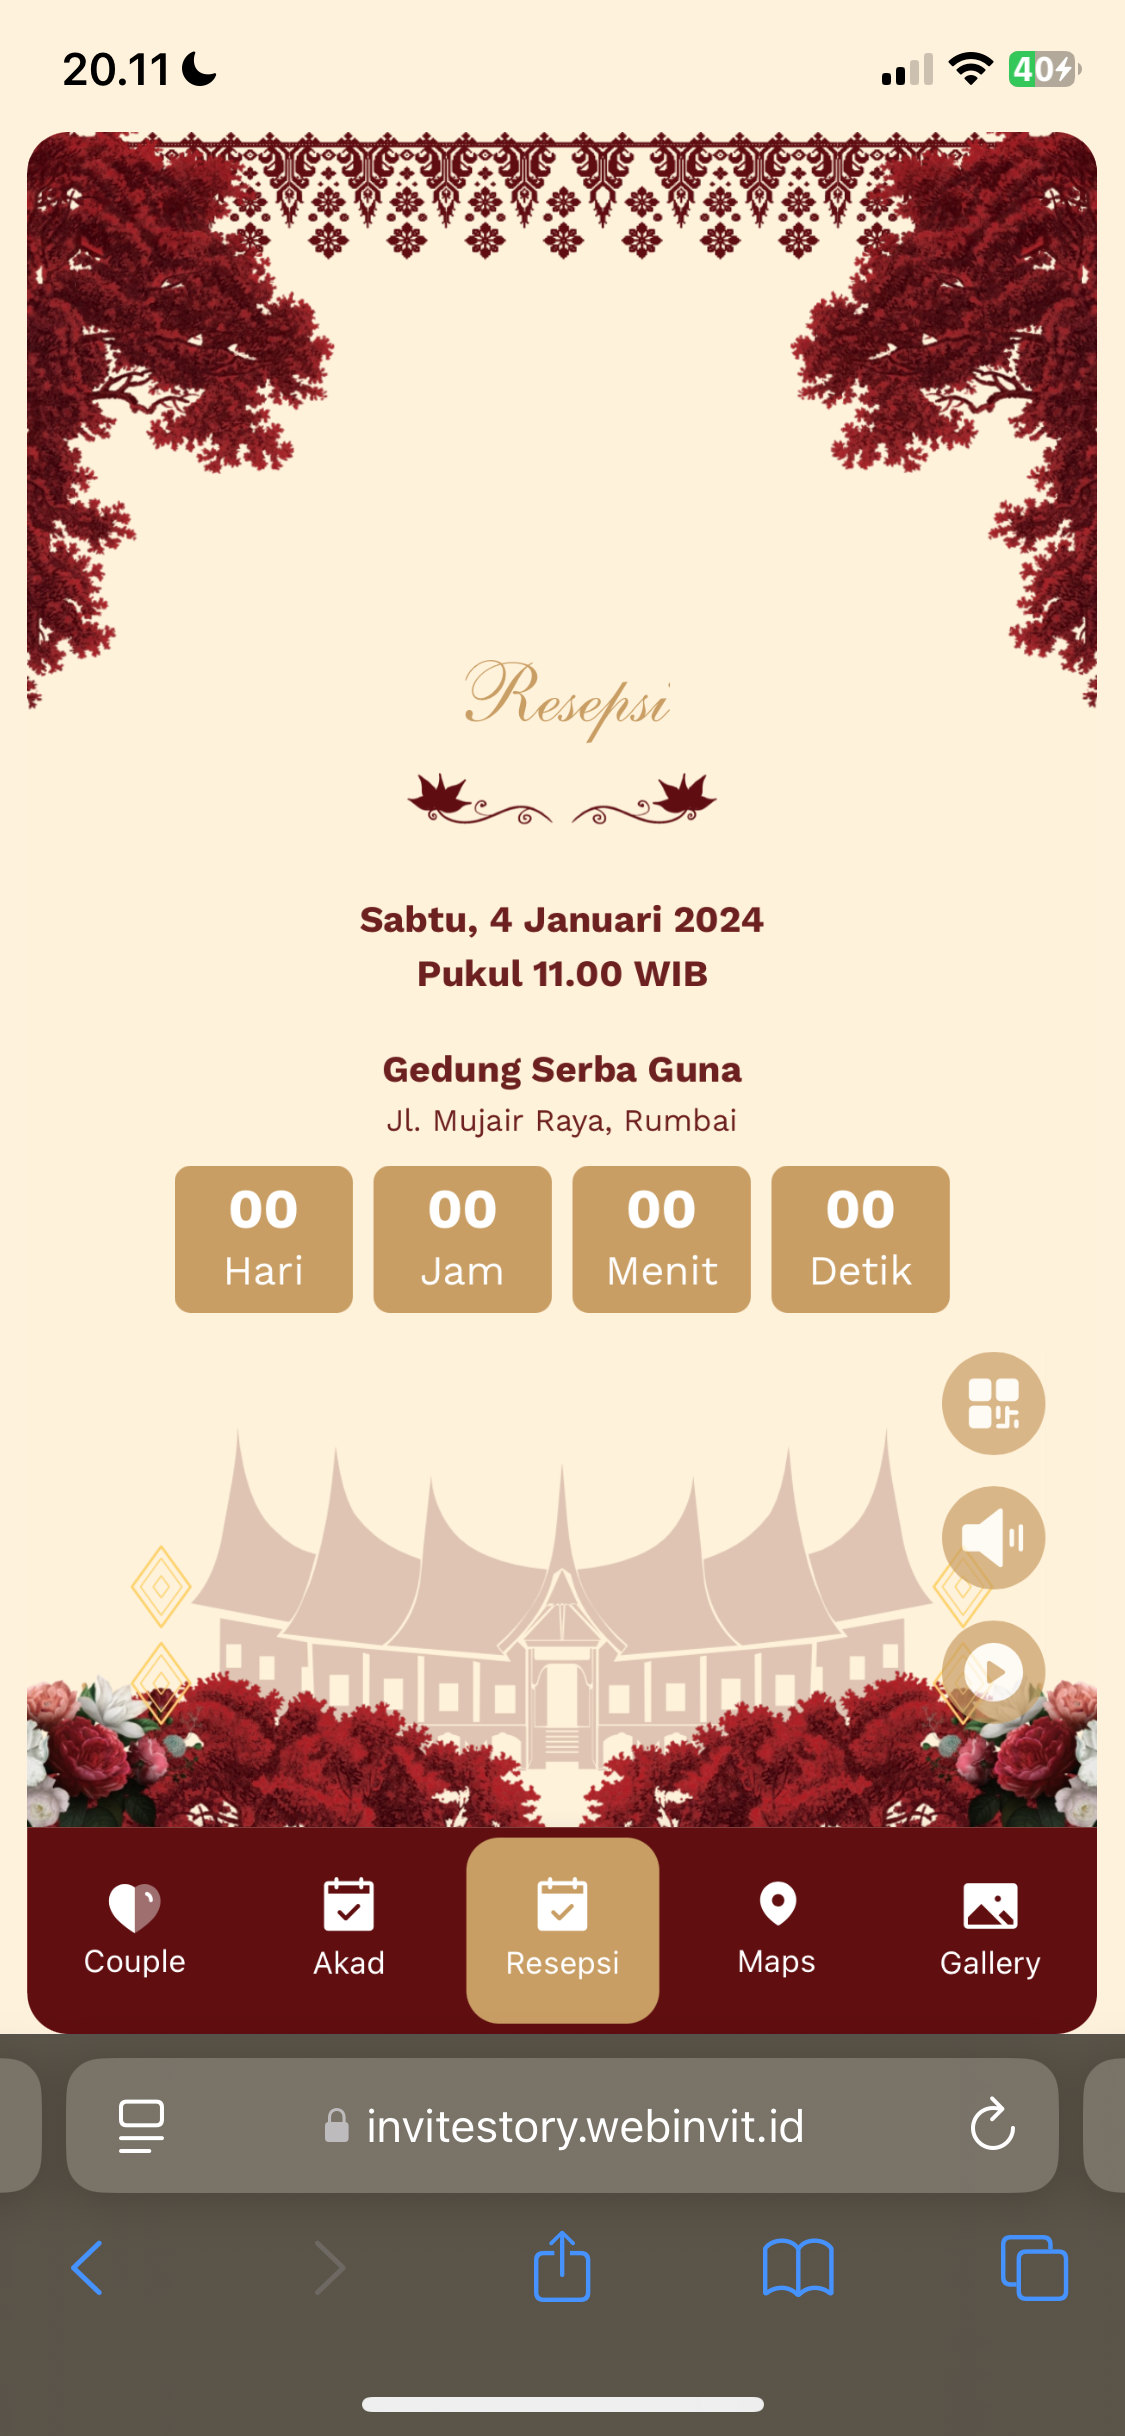 20.11
40
Resepsi
Sabtu, 4 Januari 2024
Pukul 11.00 WIB
Gedung Serba Guna
Jl. Mujair Raya, Rumbai
00 00 00 00
Hari Jam Menit Detik
Couple Akad Resepsi Maps Gallery
invitestory.webinvit.id